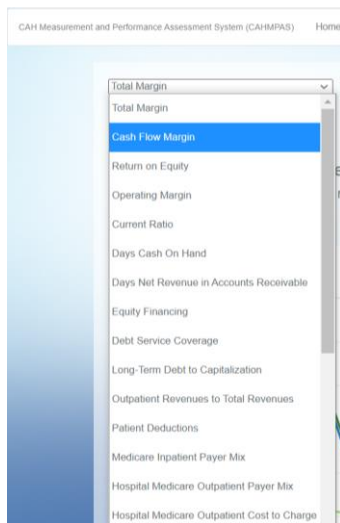 CAH Measurement and Performance Assessment System (CAHMPAS) Home
Total Margin
Total Margin
Cash Flow Margin
Return on Equity
Operating Margin
Current Ratio
Days Cash On Hand
Days Net Revenue in Accounts Receivable
Equity Financing
Debt Service Coverage
Long-Term Debt to Capitalization
Outpatient Revenues to Total Revenues
Patient Deductions
Medicare Inpatient Payer Mix
Hospital Medicare Outpatient Payer Mix
Hospital Medicare Outpatient Cost to Charge